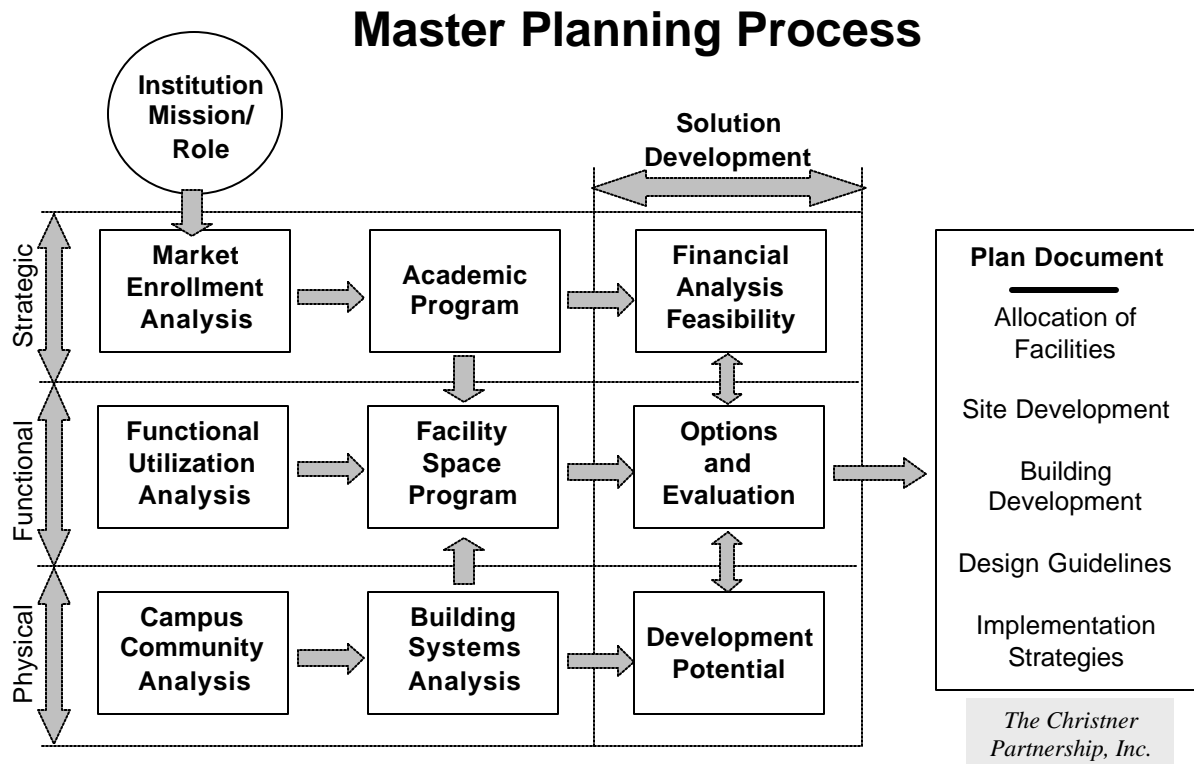 Master Planning Process
Institution
Mission/
Role
Solution
Development
Strategic
Market
Enrollment
Analysis
Academic
Program
Financial
Analysis
Feasibility
Functional
Functional
Utilization
Analysis
Facility
Space
Program
Options
and
Evaluation
Physical
Campus
Community
Analysis
Building
Systems
Analysis
Development
Potential
Plan Document
Allocation of
Facilities
Site Development
Building
Development
Design Guidelines
Implementation
Strategies
The Christner
Partnership, Inc.